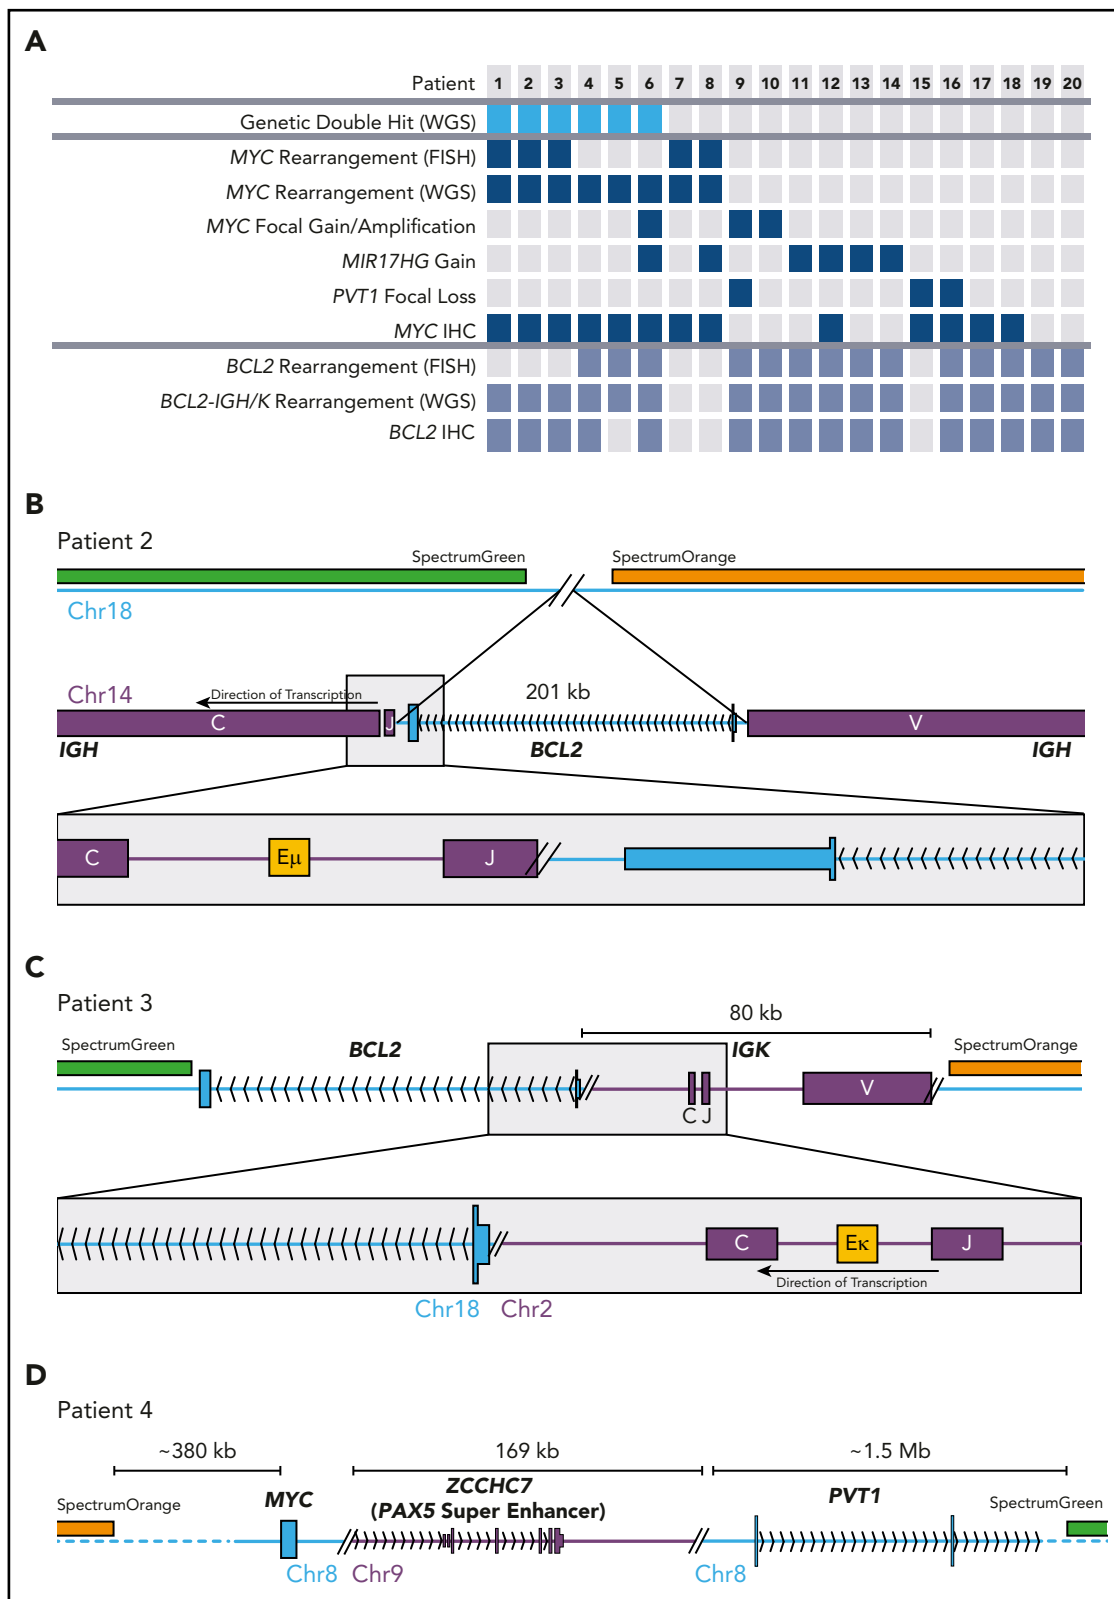 A
Patient 1 2 3 4 5 6 7 8 9 10 11 12 13 14 15 16 17 18 19 20
Genetic Double Hit (WGS)
MYC Rearrangement (FISH)
MYC Rearrangement (WGS)
MYC Focal Gain/Amplification
MIR17HG Gain
PVT1 Focal Loss
MYC IHC
BCL2 Rearrangement (FISH)
BCL2-IGH/K Rearrangement (WGS)
BCL2 IHC
B
Patient 2
SpectrumGreen SpectrumOrange
Chr18
Chr14 Direction of Transcription 201 kb
C J V
IGH BCL2 IGH
C Eμ J
C
Patient 3
80 kb
SpectrumGreen BCL2 IGK SpectrumOrange
V
C J
C Eκ J
Direction of Transcription
Chr18 Chr2
D
Patient 4
~380 kb 169 kb ~1.5 Mb
ZCCHC7
SpectrumOrange MYC (PAX5 Super Enhancer) PVT1 SpectrumGreen
Chr8 Chr9 Chr8